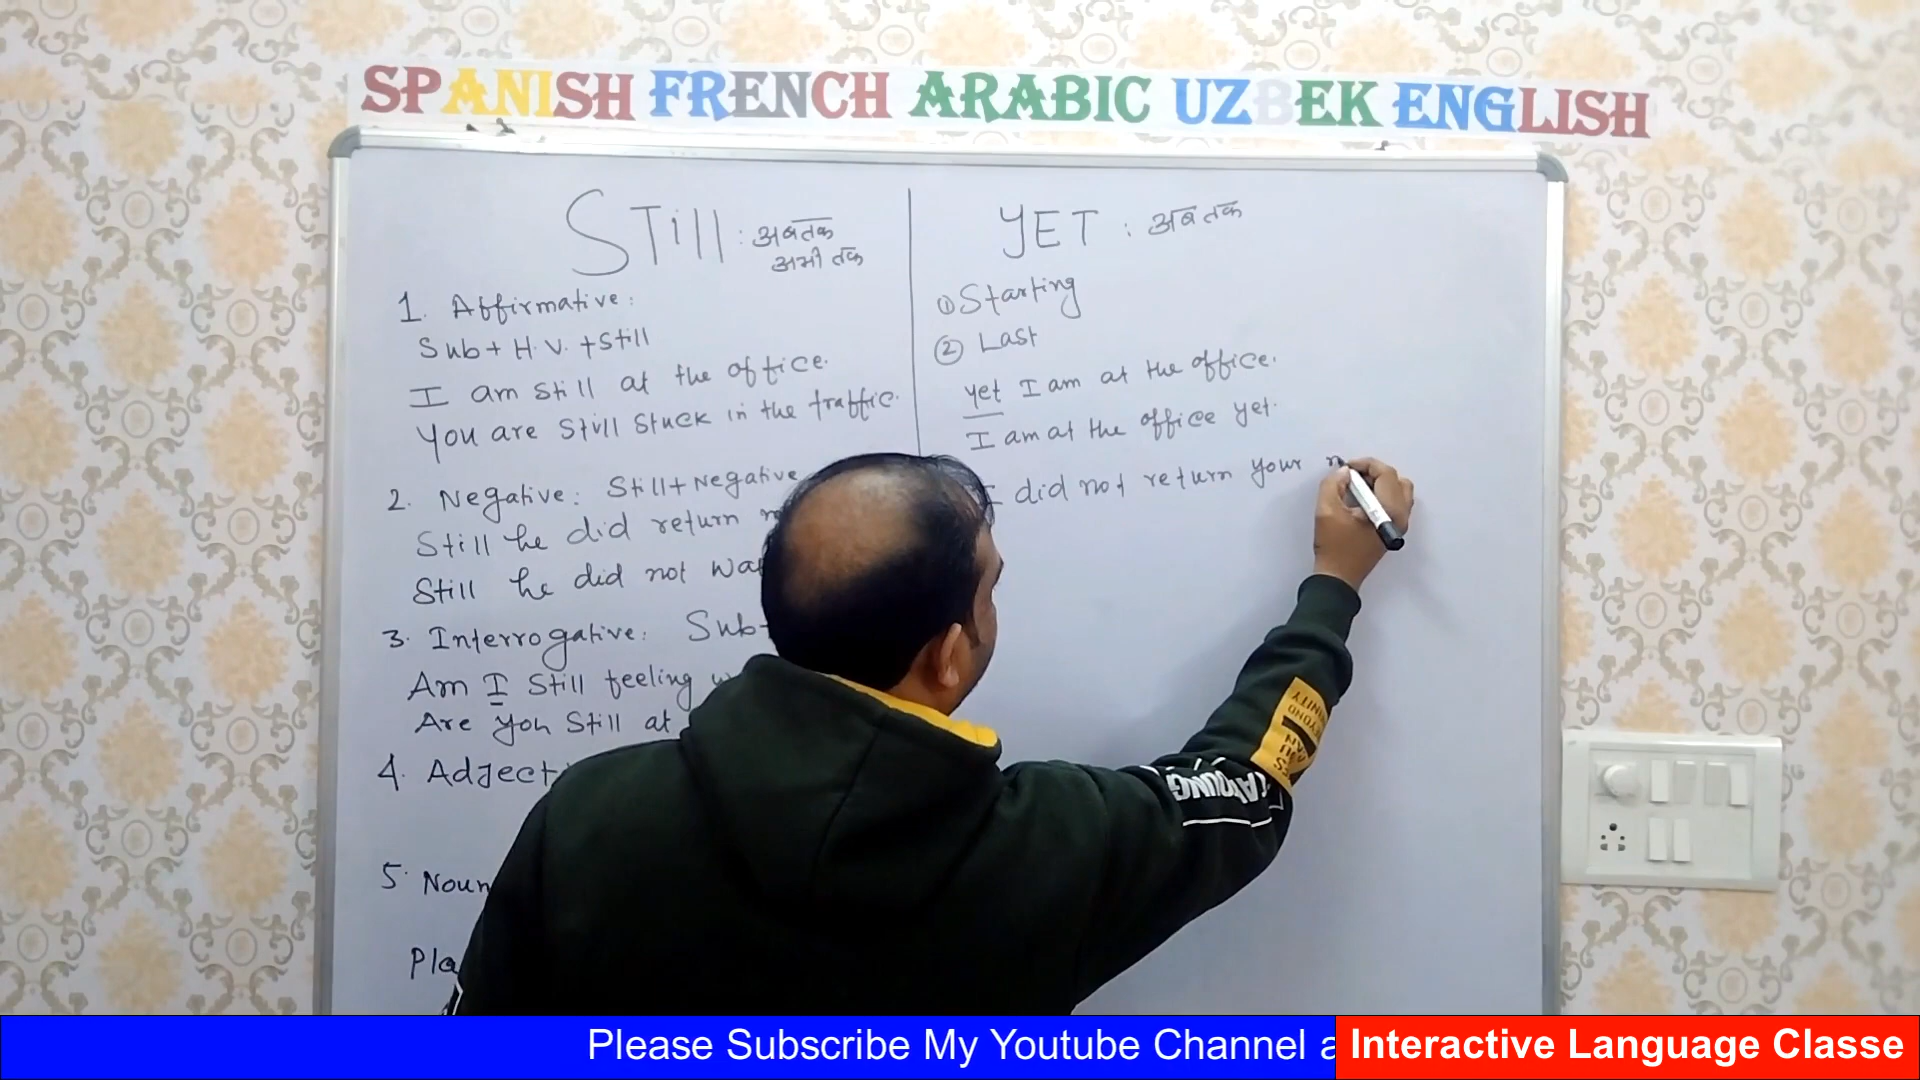 SPANISH FRENCH ARABIC UZBEK ENGLISH
STill : अबतक
अभी तक
1. Affirmative:
Sub + H.V. + Still
I am still at the office.
You are Still Stuck in the traffic.
2. Negative: Still + Negative
Still he did return
Still he did not
3. Interrogative: Sub
Am I Still feeling
Are you Still at
4. Adject
5. Noun
Pla
YET : अब तक
① Starting
② Last
yet I am at the office.
I am at the office yet.
I did not return your
YOUNG
Please Subscribe My Youtube Channel a
Interactive Language Classe